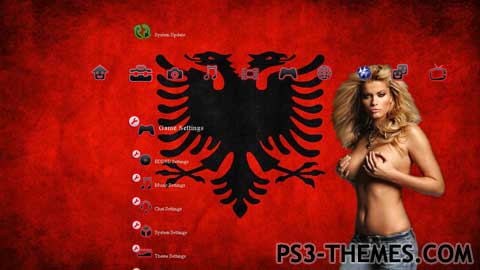 System Update
Game Settings
BD/DVD Settings
Music Settings
Chat Settings
System Settings
Theme Settings
PS3-THEMES.COM